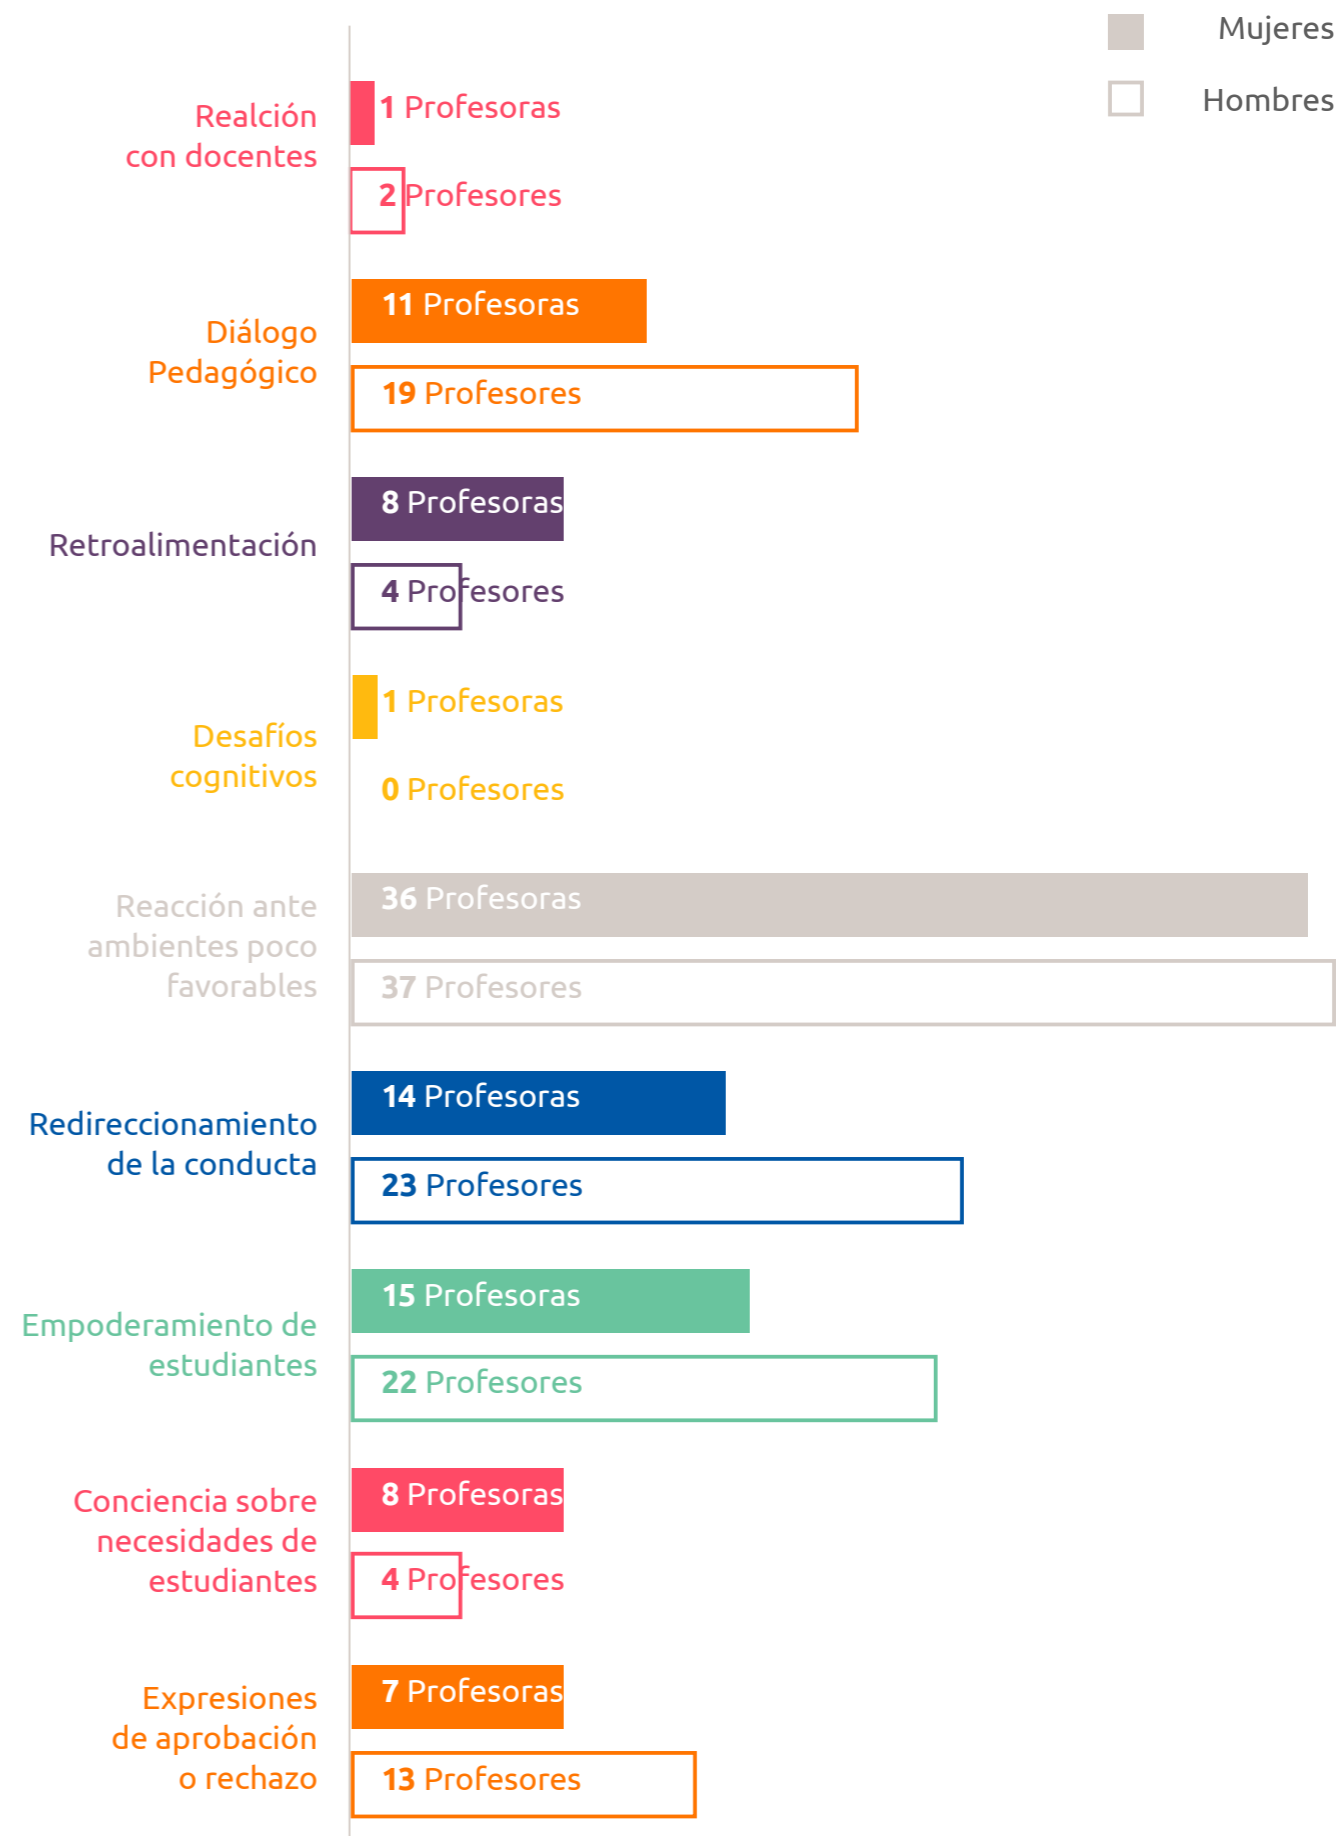 Mujeres
Hombres
Realción
con docentes
1 Profesoras
2 Profesores
Diálogo
Pedagógico
11 Profesoras
19 Profesores
Retroalimentación
8 Profesoras
4 Profesores
Desafíos
cognitivos
1 Profesoras
0 Profesores
Reacción ante
ambientes poco
favorables
36 Profesoras
37 Profesores
Redireccionamiento
de la conducta
14 Profesoras
23 Profesores
Empoderamiento de
estudiantes
15 Profesoras
22 Profesores
Conciencia sobre
necesidades de
estudiantes
8 Profesoras
4 Profesores
Expresiones
de aprobación
o rechazo
7 Profesoras
13 Profesores